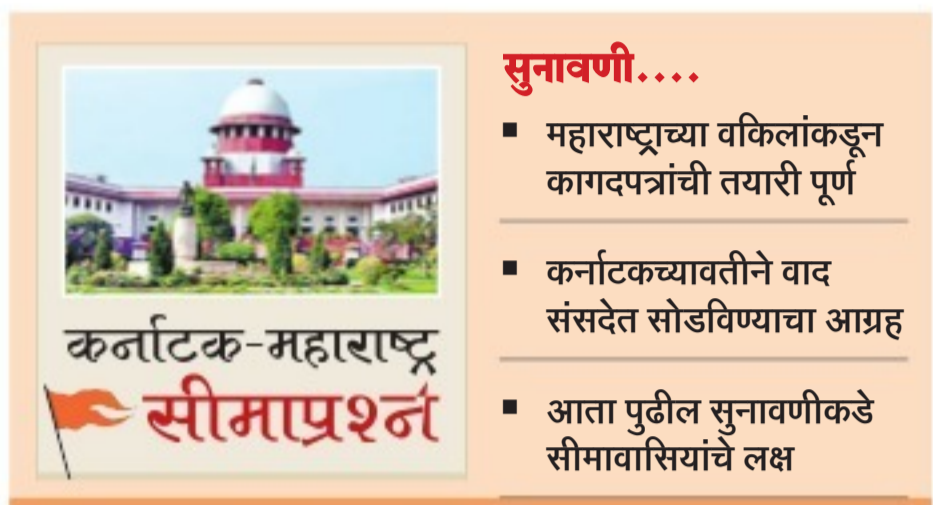 कर्नाटक-महाराष्ट्र
सीमाप्रश्न
सुनावणी....
▪ महाराष्ट्राच्या वकिलांकडून
कागदपत्रांची तयारी पूर्ण
▪ कर्नाटकच्यावतीने वाद
संसदेत सोडविण्याचा आग्रह
▪ आता पुढील सुनावणीकडे
सीमावासियांचे लक्ष